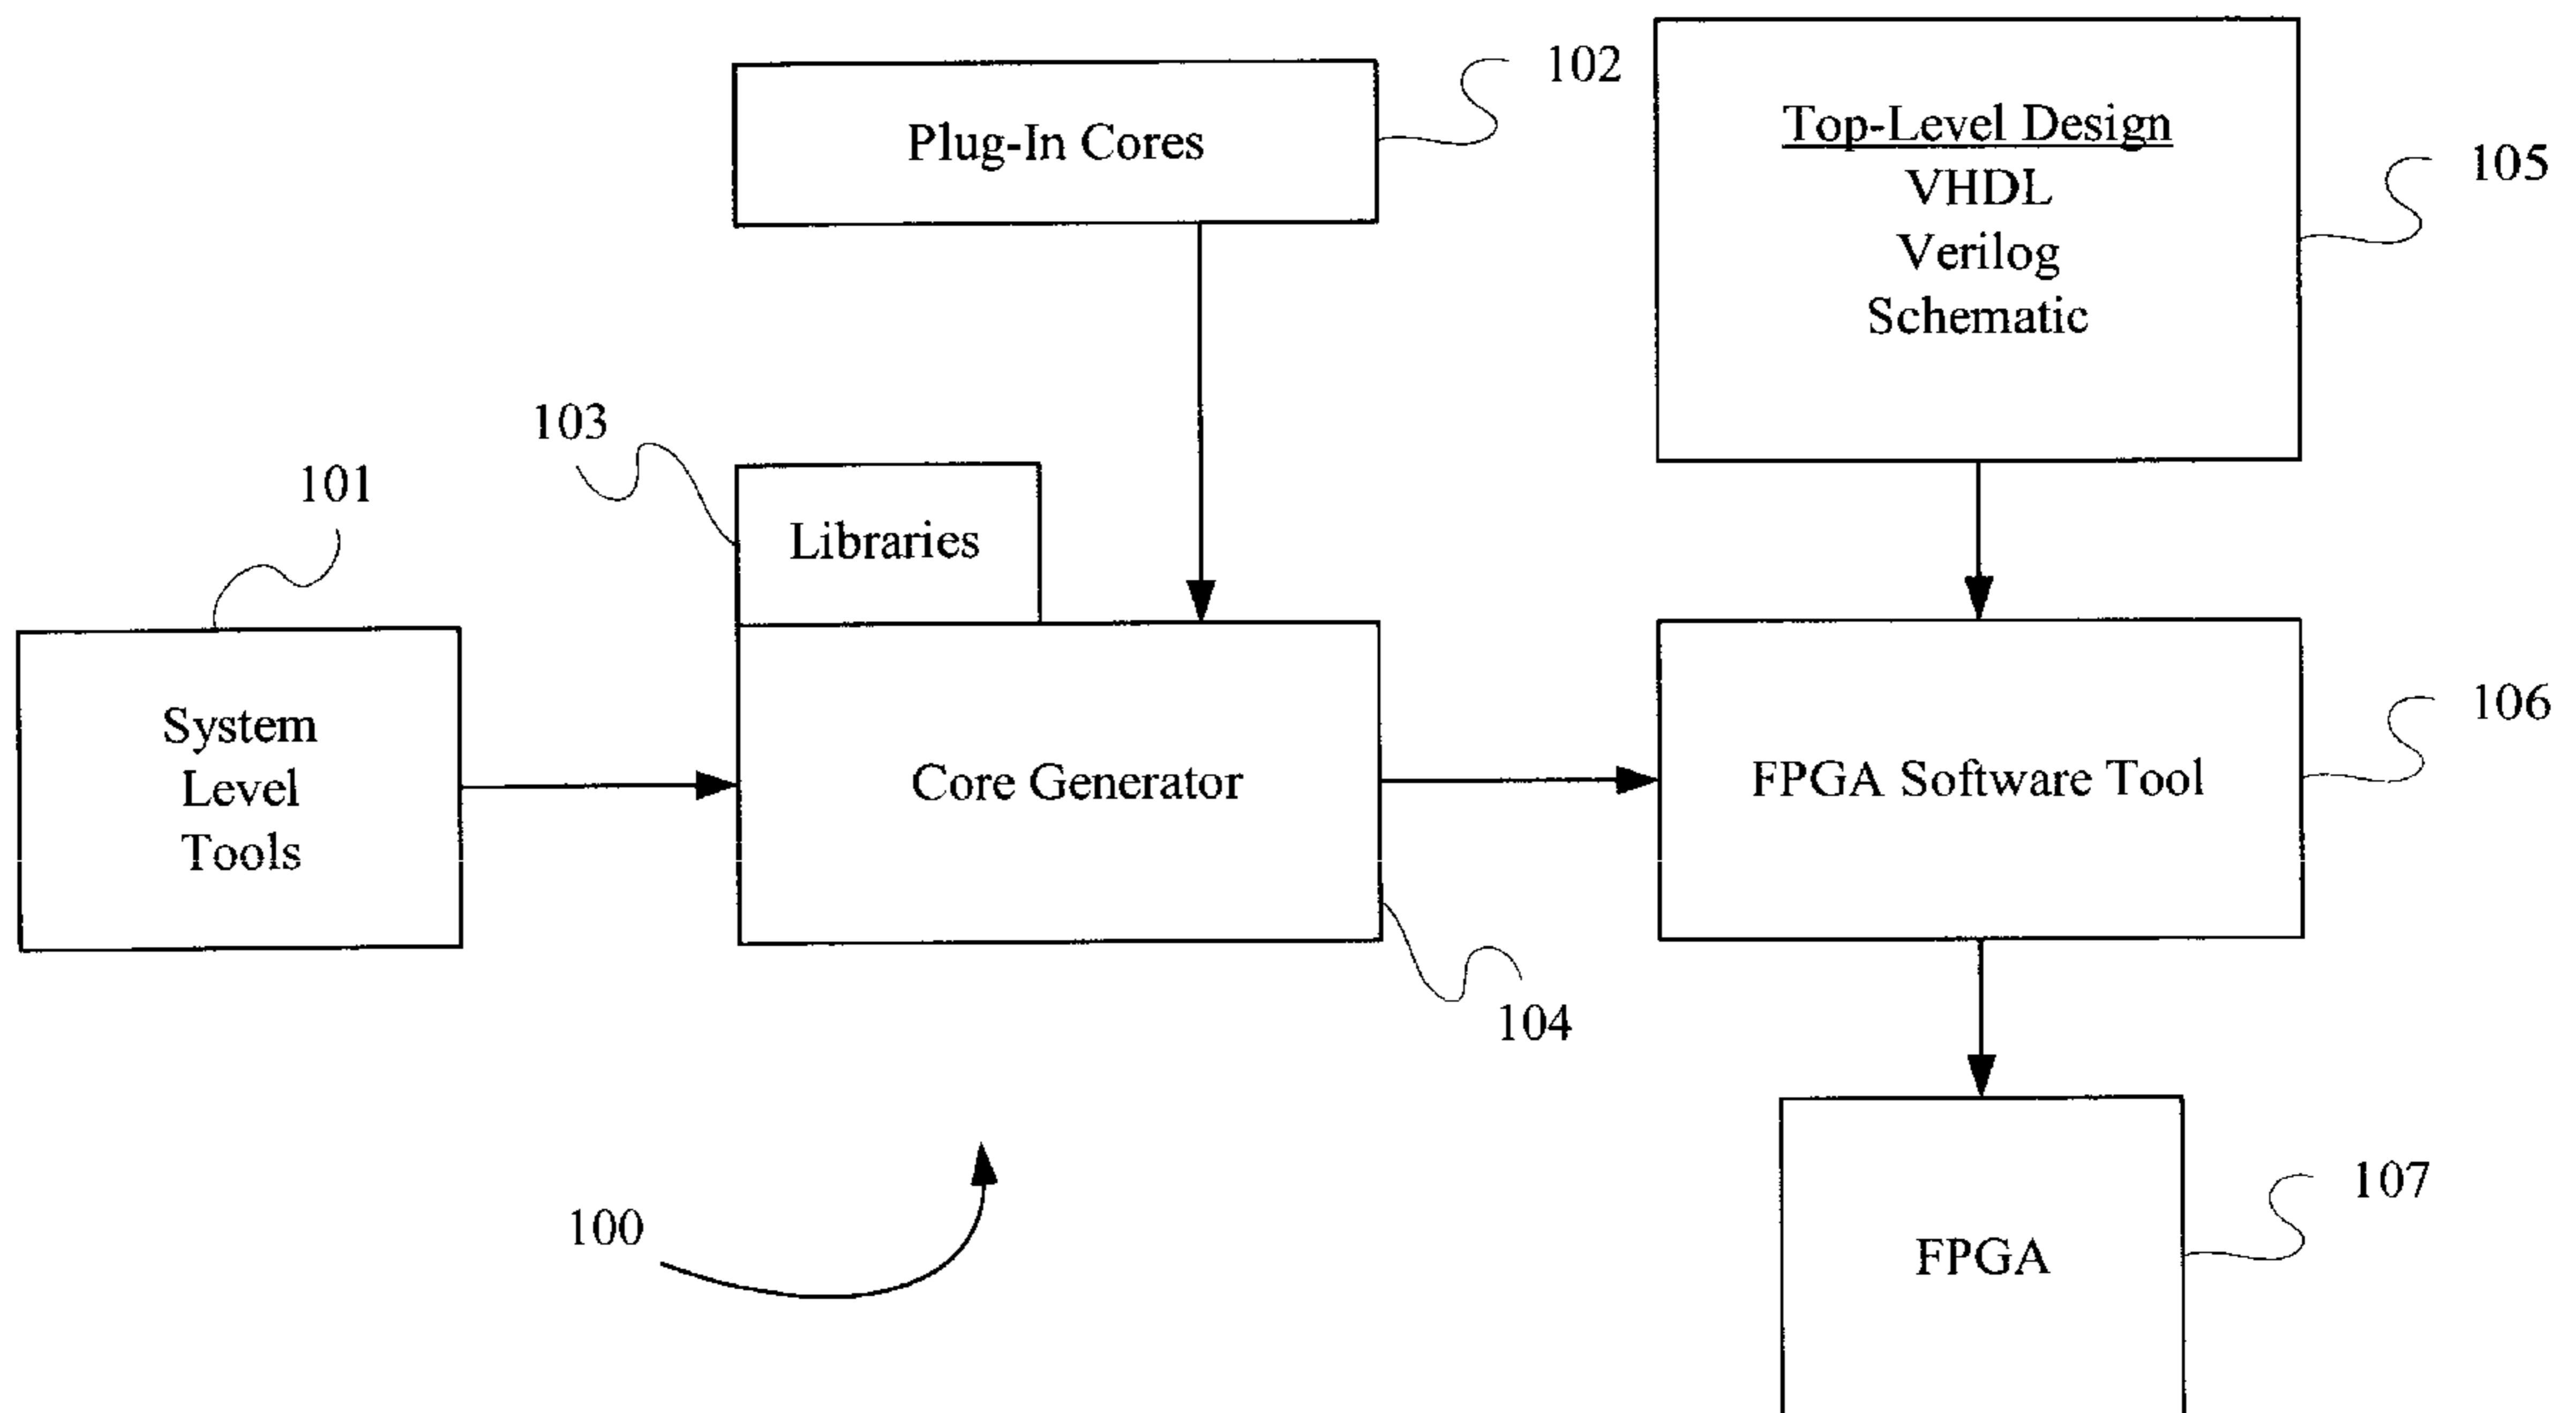 102
Plug-In Cores
Top-Level Design
VHDL
Verilog
Schematic
105
103
101
Libraries
System
Level
Tools
Core Generator
FPGA Software Tool
106
104
100
107
FPGA